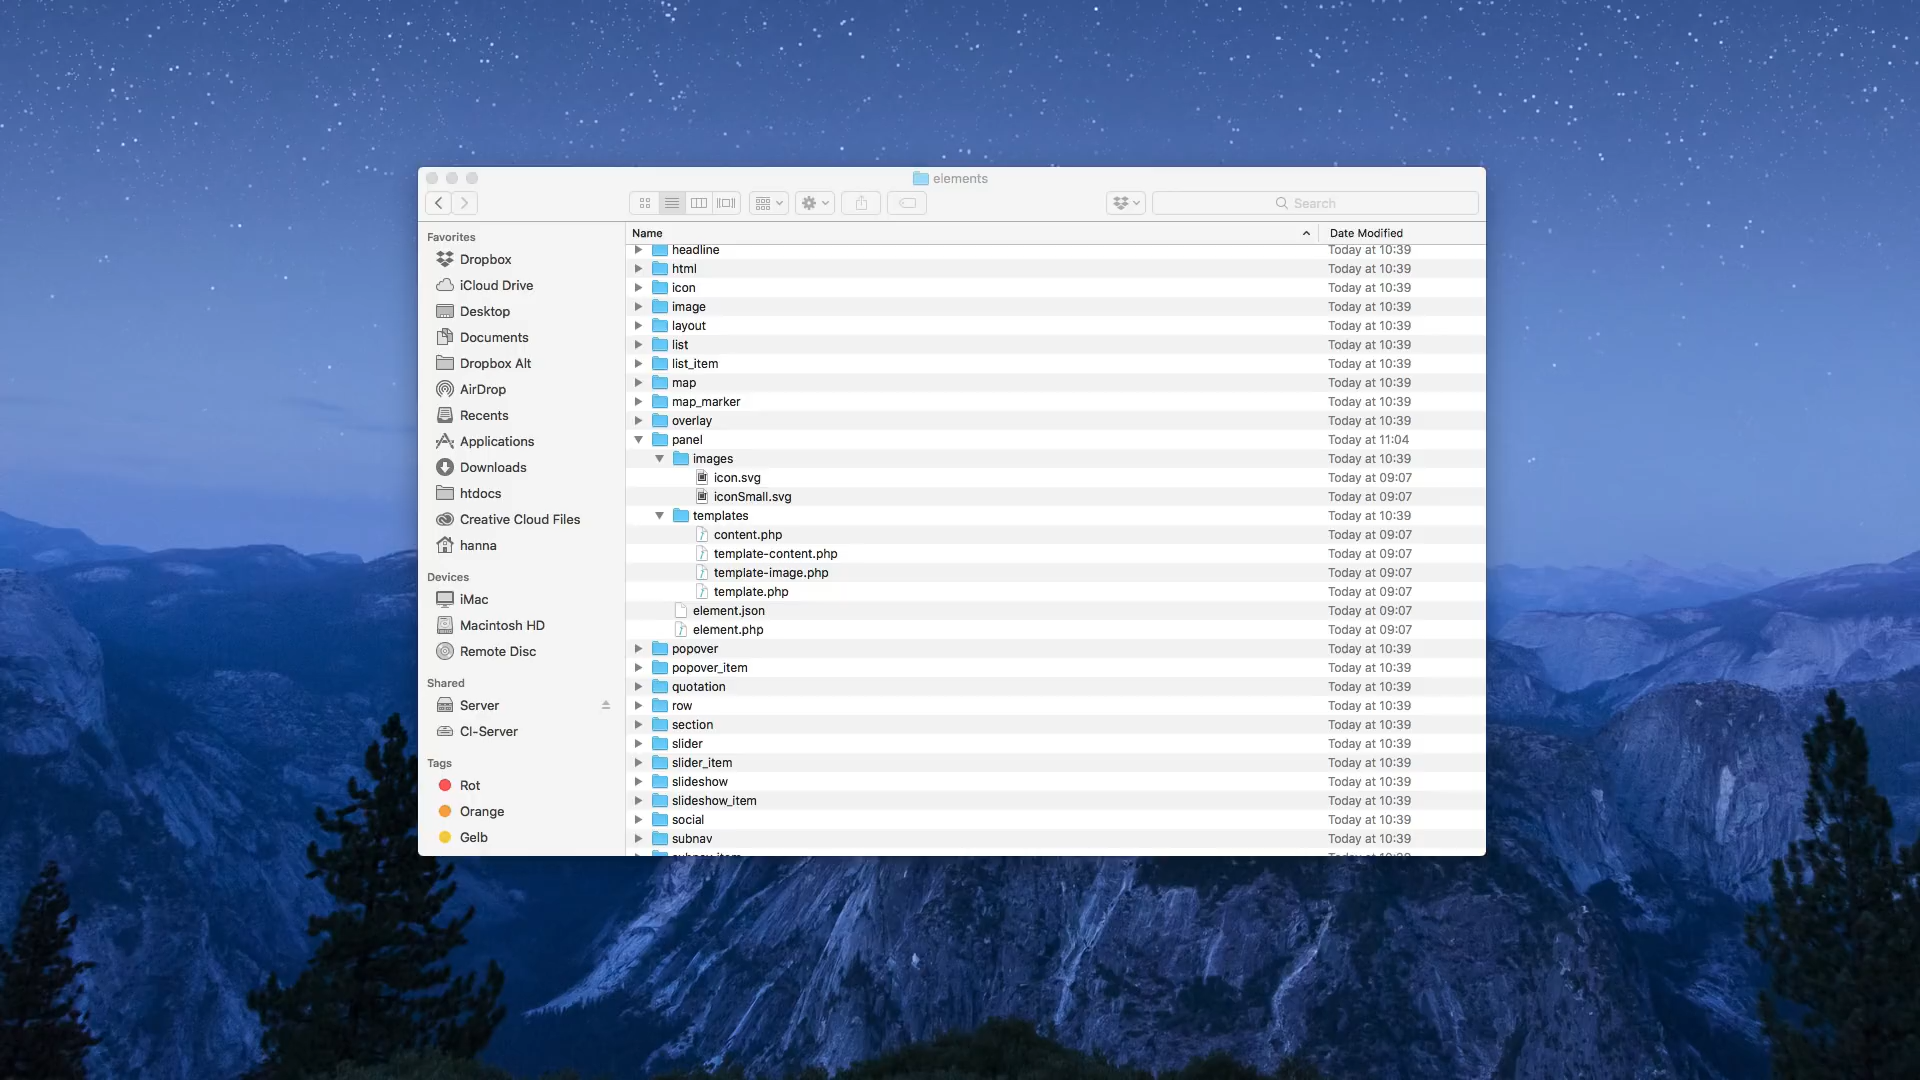 elements
Search
Name
Date Modified
Favorites
Dropbox
iCloud Drive
Desktop
Documents
Dropbox Alt
AirDrop
Recents
Applications
Downloads
htdocs
Creative Cloud Files
hanna
Devices
iMac
Macintosh HD
Remote Disc
Shared
Server
CI-Server
Tags
Rot
Orange
Gelb
headline Today at 10:39
html Today at 10:39
icon Today at 10:39
image Today at 10:39
layout Today at 10:39
list Today at 10:39
list_item Today at 10:39
map Today at 10:39
map_marker Today at 10:39
overlay Today at 10:39
panel Today at 11:04
images Today at 10:39
icon.svg Today at 09:07
iconSmall.svg Today at 09:07
templates Today at 10:39
content.php Today at 09:07
template-content.php Today at 09:07
template-image.php Today at 09:07
template.php Today at 09:07
element.json Today at 09:07
element.php Today at 09:07
popover Today at 10:39
popover_item Today at 10:39
quotation Today at 10:39
row Today at 10:39
section Today at 10:39
slider Today at 10:39
slider_item Today at 10:39
slideshow Today at 10:39
slideshow_item Today at 10:39
social Today at 10:39
subnav Today at 10:39